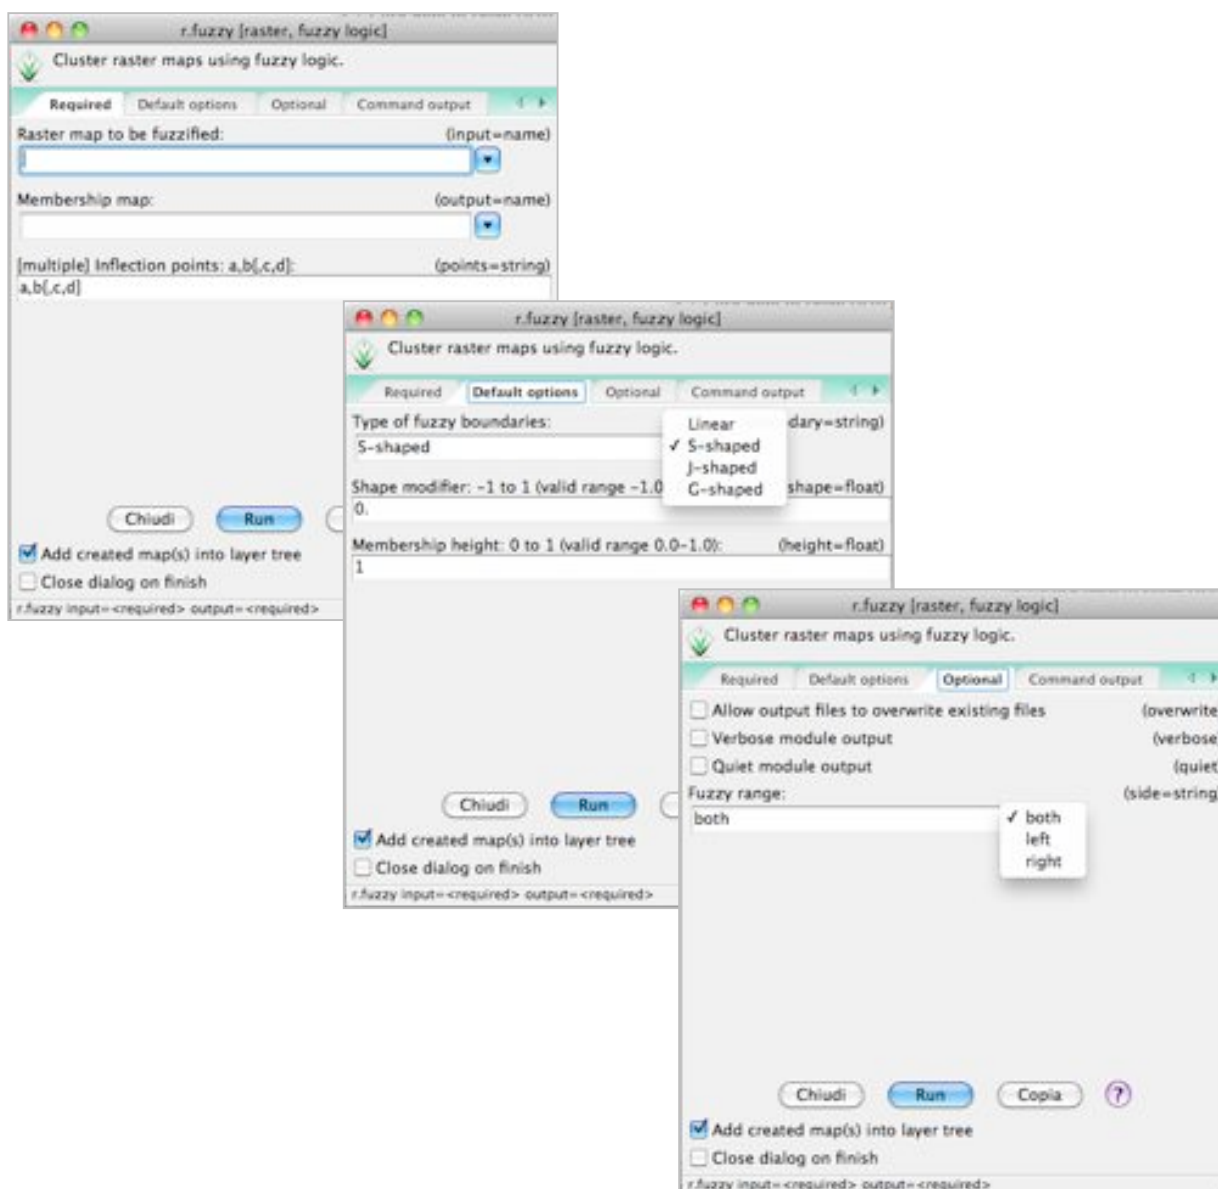 r.fuzzy [raster, fuzzy logic]
Cluster raster maps using fuzzy logic.
Required Default options Optional Command output
Raster map to be fuzzified: (input=name)
Membership map: (output=name)
[multiple] Inflection points: a,b[,c,d]: (points=string)
a,b[,c,d]
Chiudi Run
Add created map(s) into layer tree
Close dialog on finish
r.fuzzy input=<required> output=<required>
r.fuzzy [raster, fuzzy logic]
Cluster raster maps using fuzzy logic.
Required Default options Optional Command output
Type of fuzzy boundaries: dary=string)
S-shaped
Linear
✓ S-shaped
J-shaped
G-shaped
Shape modifier: -1 to 1 (valid range -1.0 shape=float)
0.
Membership height: 0 to 1 (valid range 0.0-1.0): (height=float)
1
Chiudi Run
Add created map(s) into layer tree
Close dialog on finish
r.fuzzy input=<required> output=<required>
r.fuzzy [raster, fuzzy logic]
Cluster raster maps using fuzzy logic.
Required Default options Optional Command output
Allow output files to overwrite existing files (overwrite
Verbose module output (verbose
Quiet module output (quiet
Fuzzy range: (side=string)
both
✓ both
left
right
Chiudi Run Copia ?
Add created map(s) into layer tree
Close dialog on finish
r.fuzzy input=<required> output=<required>